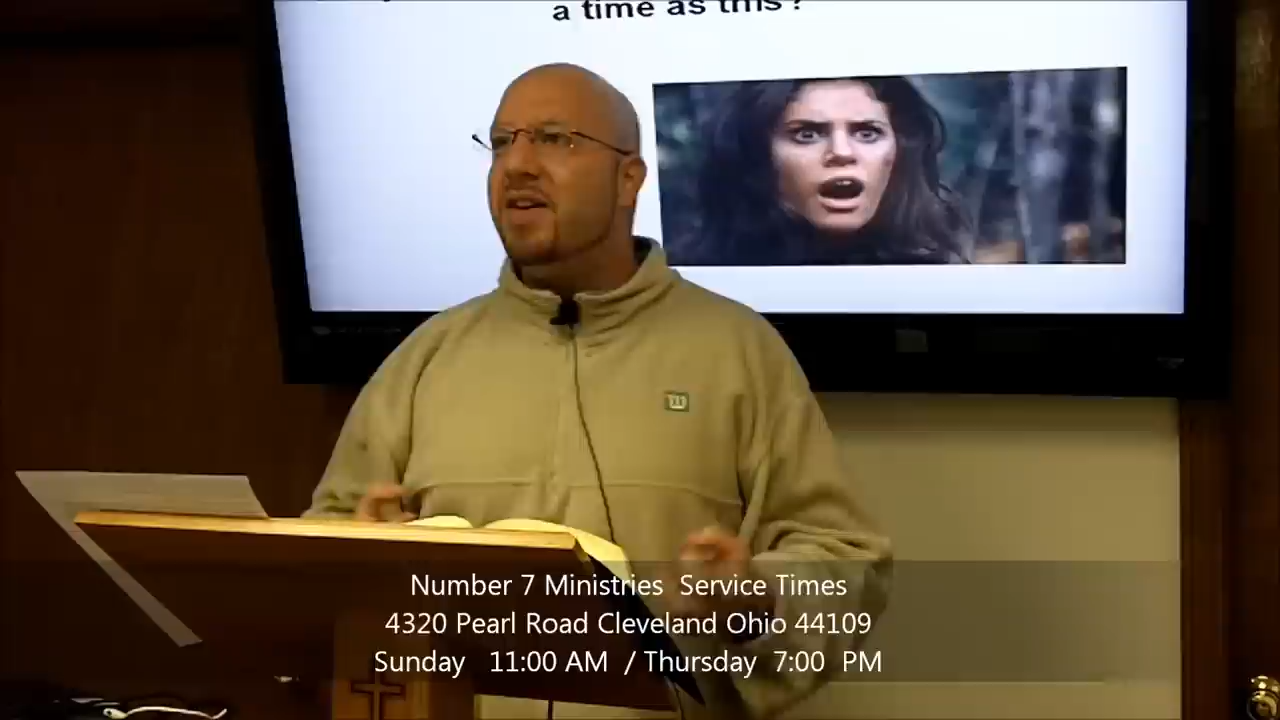 a time as this?
Number 7 Ministries Service Times
4320 Pearl Road Cleveland Ohio 44109
Sunday 11:00 AM / Thursday 7:00 PM